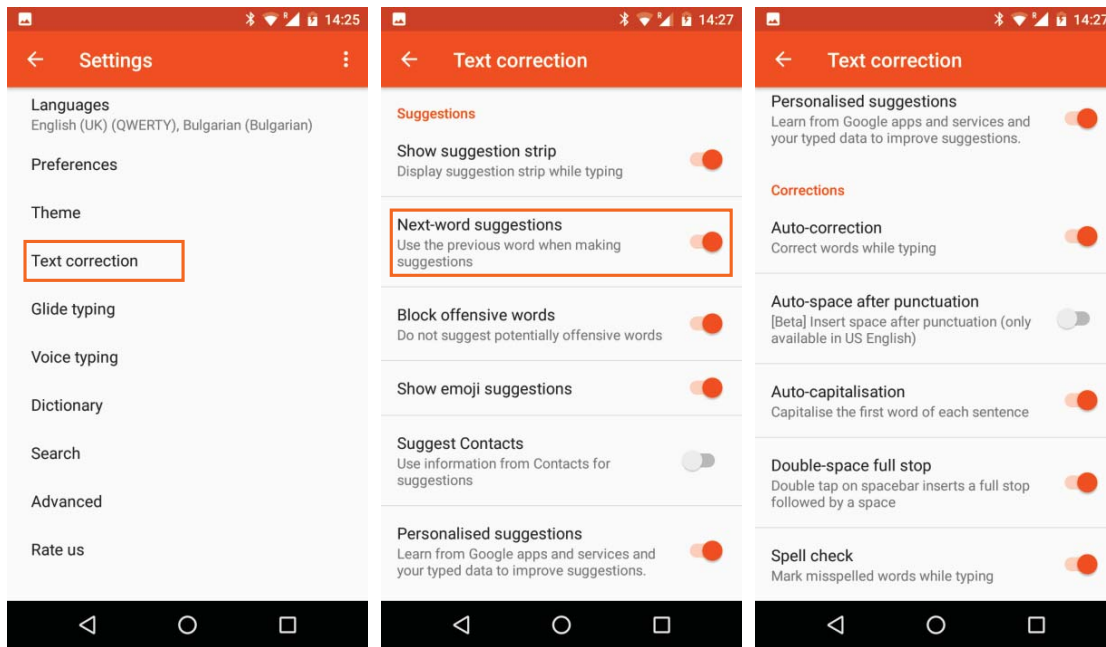 14:25
Settings
Languages
English (UK) (QWERTY), Bulgarian (Bulgarian)
Preferences
Theme
Text correction
Glide typing
Voice typing
Dictionary
Search
Advanced
Rate us
R
14:27
Text correction
Suggestions
Show suggestion strip
Display suggestion strip while typing
Next-word suggestions
Use the previous word when making
suggestions
Block offensive words
Do not suggest potentially offensive words
Show emoji suggestions
Suggest Contacts
Use information from Contacts for
suggestions
Personalised suggestions
Learn from Google apps and services and
your typed data to improve suggestions.
R
14:27
Text correction
Personalised suggestions
Learn from Google apps and services and
your typed data to improve suggestions.
Corrections
Auto-correction
Correct words while typing
Auto-space after punctuation
[Beta] Insert space after punctuation (only
available in US English)
Auto-capitalisation
Capitalise the first word of each sentence
Double-space full stop
Double tap on spacebar inserts a full stop
followed by a space
Spell check
Mark misspelled words while typing